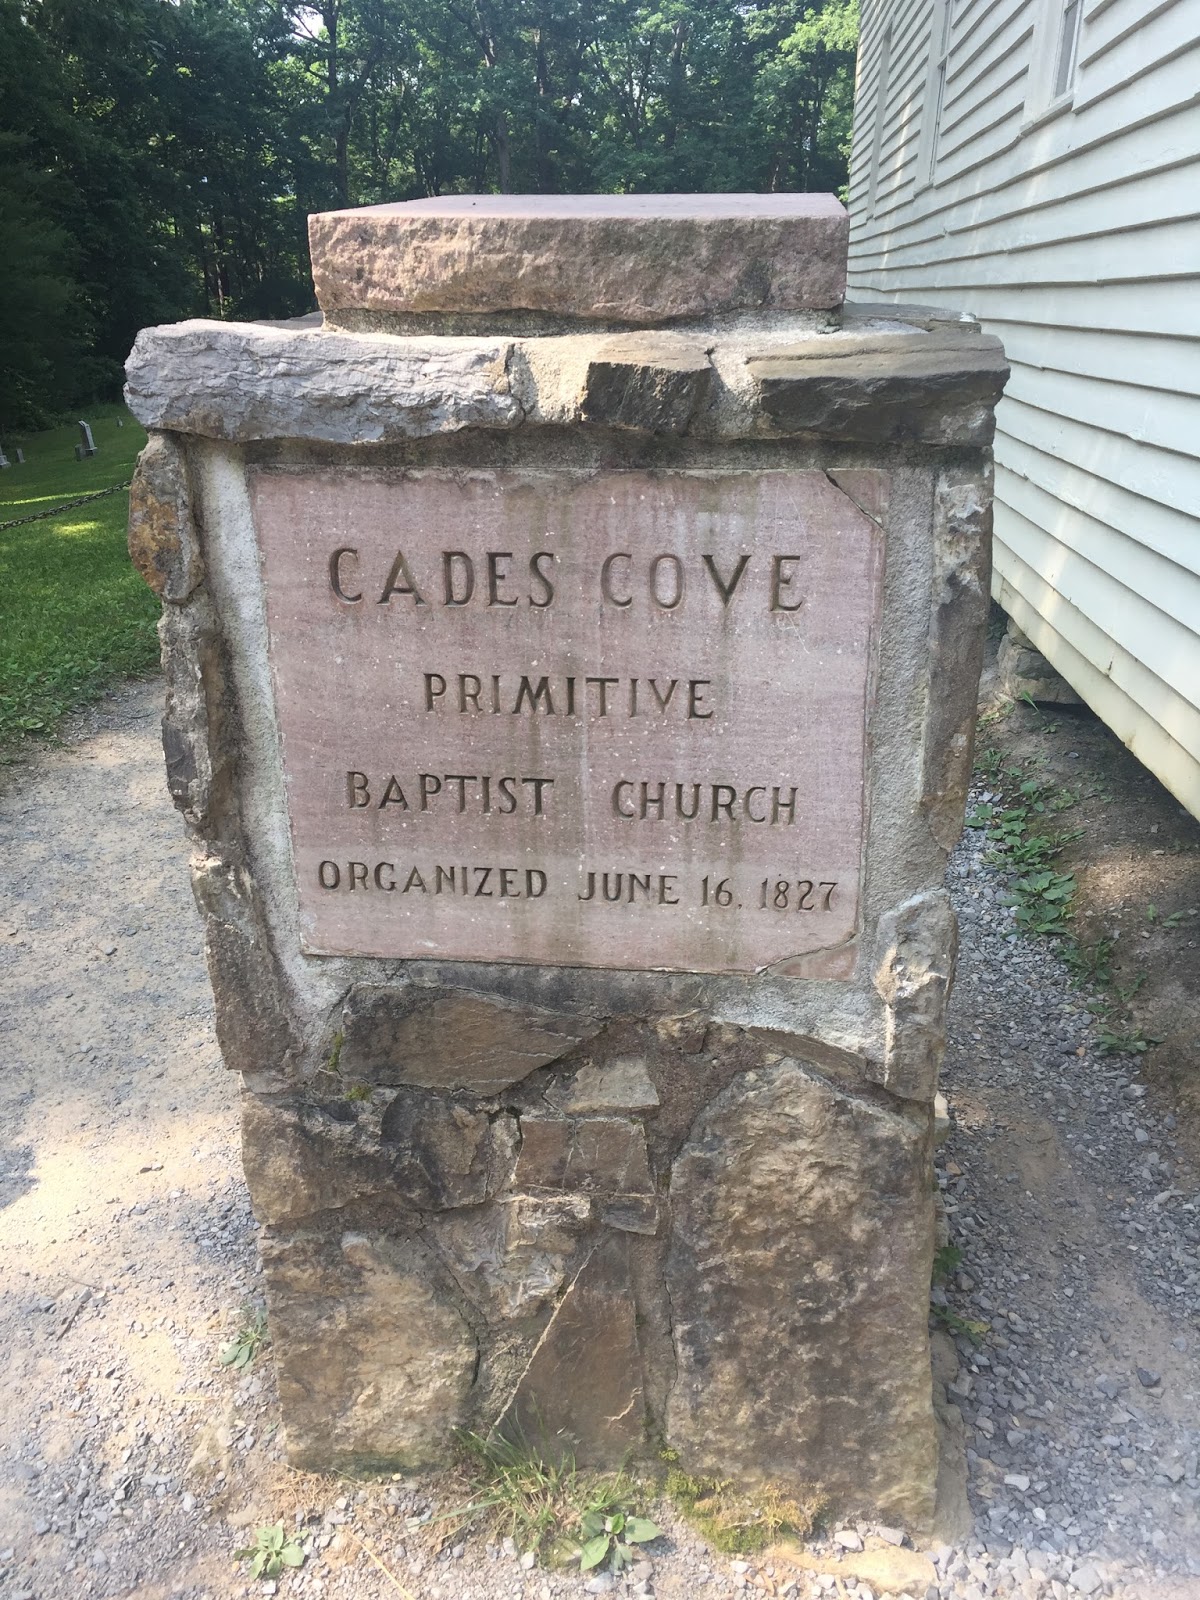 CADES COVE
PRIMITIVE
BAPTIST CHURCH
ORGANIZED JUNE 16, 1827